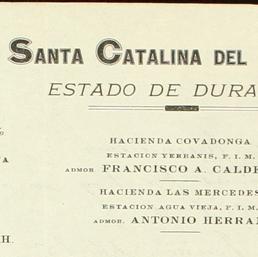 SANTA CATALINA DEL
ESTADO DE DURA
HACIENDA COVADONGA
ESTACION YERBANIS, F. I. M.
ADMOR. FRANCISCO A. CALDE
HACIENDA LAS MERCEDES
ESTACION AGUA VIEJA, F. I. M.
ADMOR. ANTONIO HERRA